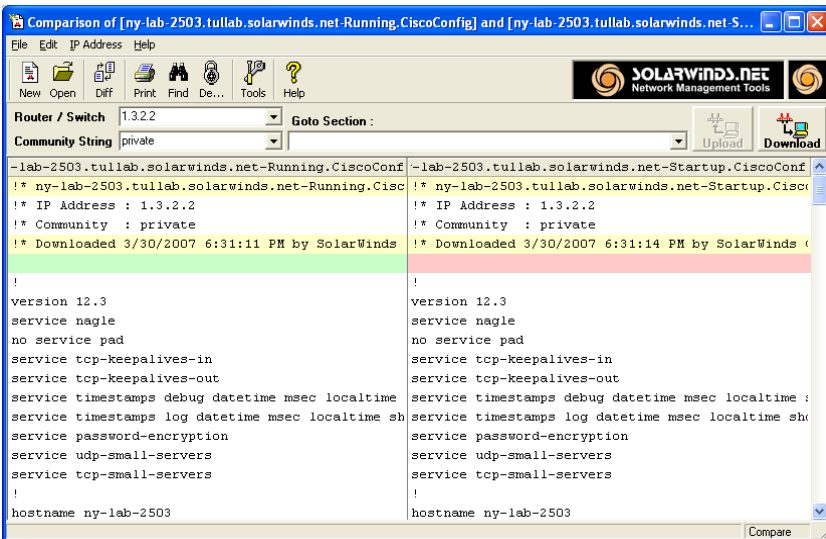 Comparison of [ny-lab-2503.tullab.solarwinds.net-Running.CiscoConfig] and [ny-lab-2503.tullab.solarwinds.net-S...
File Edit IP Address Help
New Open Diff Print Find De... Tools Help
SOLARWINDS.NET
Network Management Tools
Router / Switch 1.3.2.2
Goto Section :
Community String private
Upload Download
-lab-2503.tullab.solarwinds.net-Running.CiscoConf
!* ny-lab-2503.tullab.solarwinds.net-Running.Cisc
!* IP Address : 1.3.2.2
!* Community : private
!* Downloaded 3/30/2007 6:31:11 PM by SolarWinds
!
version 12.3
service nagle
no service pad
service tcp-keepalives-in
service tcp-keepalives-out
service timestamps debug datetime msec localtime
service timestamps log datetime msec localtime sh
service password-encryption
service udp-small-servers
service tcp-small-servers
!
hostname ny-lab-2503
-lab-2503.tullab.solarwinds.net-Startup.CiscoConf
!* ny-lab-2503.tullab.solarwinds.net-Startup.Cisco
!* IP Address : 1.3.2.2
!* Community : private
!* Downloaded 3/30/2007 6:31:14 PM by SolarWinds
!
version 12.3
service nagle
no service pad
service tcp-keepalives-in
service tcp-keepalives-out
service timestamps debug datetime msec localtime
service timestamps log datetime msec localtime sho
service password-encryption
service udp-small-servers
service tcp-small-servers
!
hostname ny-lab-2503
Compare